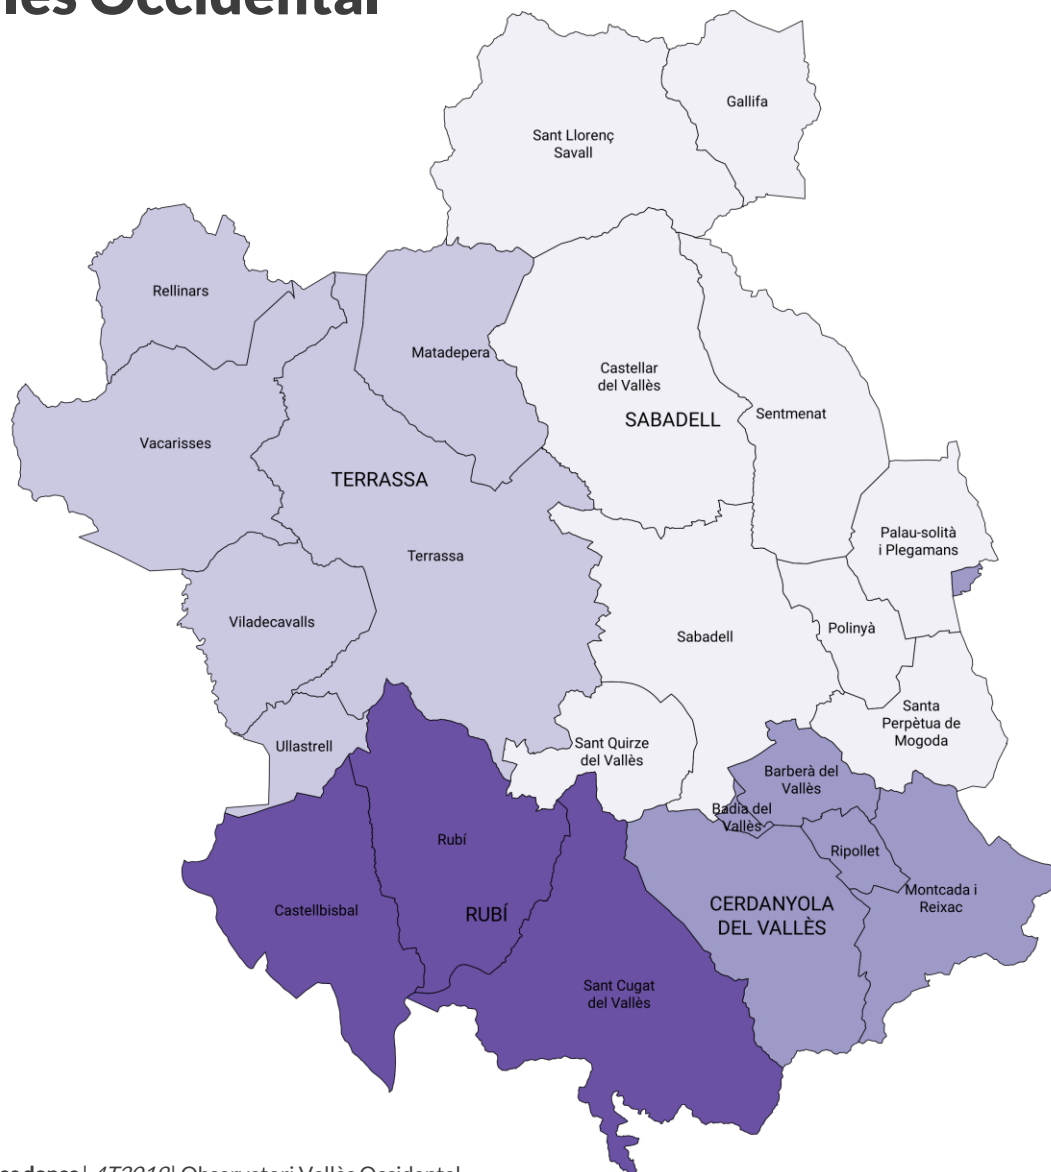 Occidental
Gallifa
Sant Llorenç
Savall
Rellinars
Matadepera
Castellar
del Vallès
SABADELL
Sentmenat
Vacarisses
TERRASSA
Palau-solità
i Plegamans
Terrassa
Viladecavalls
Polinyà
Sabadell
Santa
Perpètua de
Mogoda
Ullastrell
Sant Quirze
del Vallès
Barberà del
Vallès
Badia del
Vallès
Rubí
Ripollet
Montcada i
Reixac
Castellbisbal
RUBÍ
CERDANYOLA
DEL VALLÈS
Sant Cugat
del Vallès
| 4T2019 | Observatori Vallès Occidental